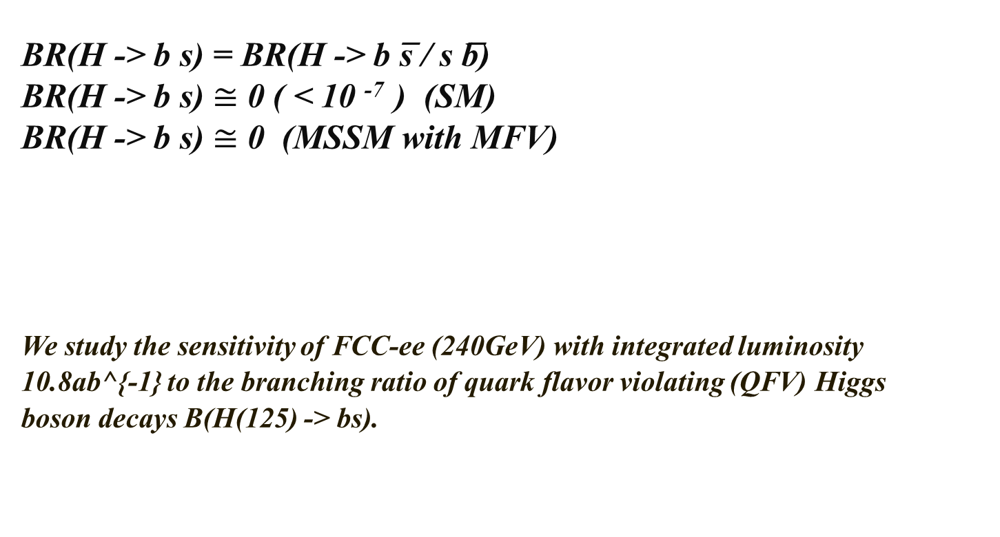 BR(H -> b s) = BR(H -> b s̅ / s b̅)
BR(H -> b s) ≅ 0 ( < 10 ⁻⁷ ) (SM)
BR(H -> b s) ≅ 0 (MSSM with MFV)
We study the sensitivity of FCC-ee (240GeV) with integrated luminosity
10.8ab^{-1} to the branching ratio of quark flavor violating (QFV) Higgs
boson decays B(H(125) -> bs).